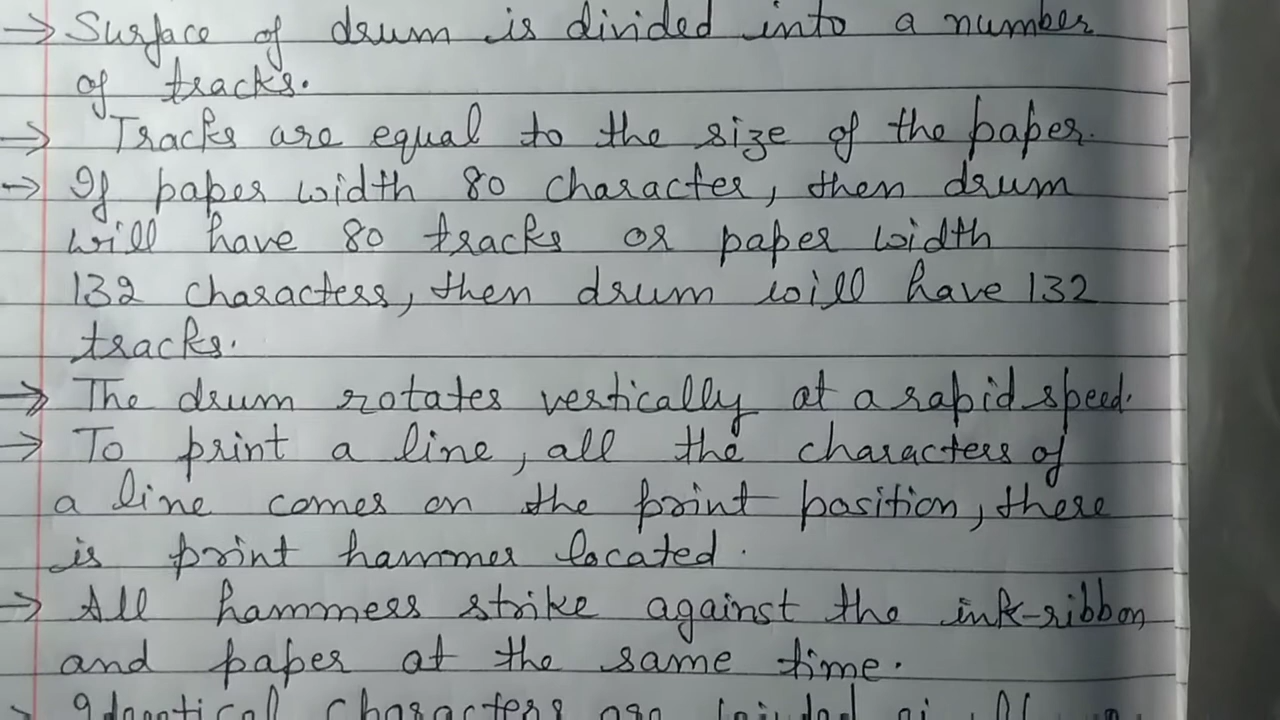 → Surface of drum is divided into a number
of tracks.
→ Tracks are equal to the size of the paper.
→ If paper width 80 character, then drum
will have 80 tracks or paper width
132 characters, then drum will have 132
tracks.
→ The drum rotates vertically at a rapid speed.
→ To print a line, all the characters of
a line comes on the print position, there
is print hammer located.
→ All hammers strike against the ink-ribbon
and paper at the same time.
characters are